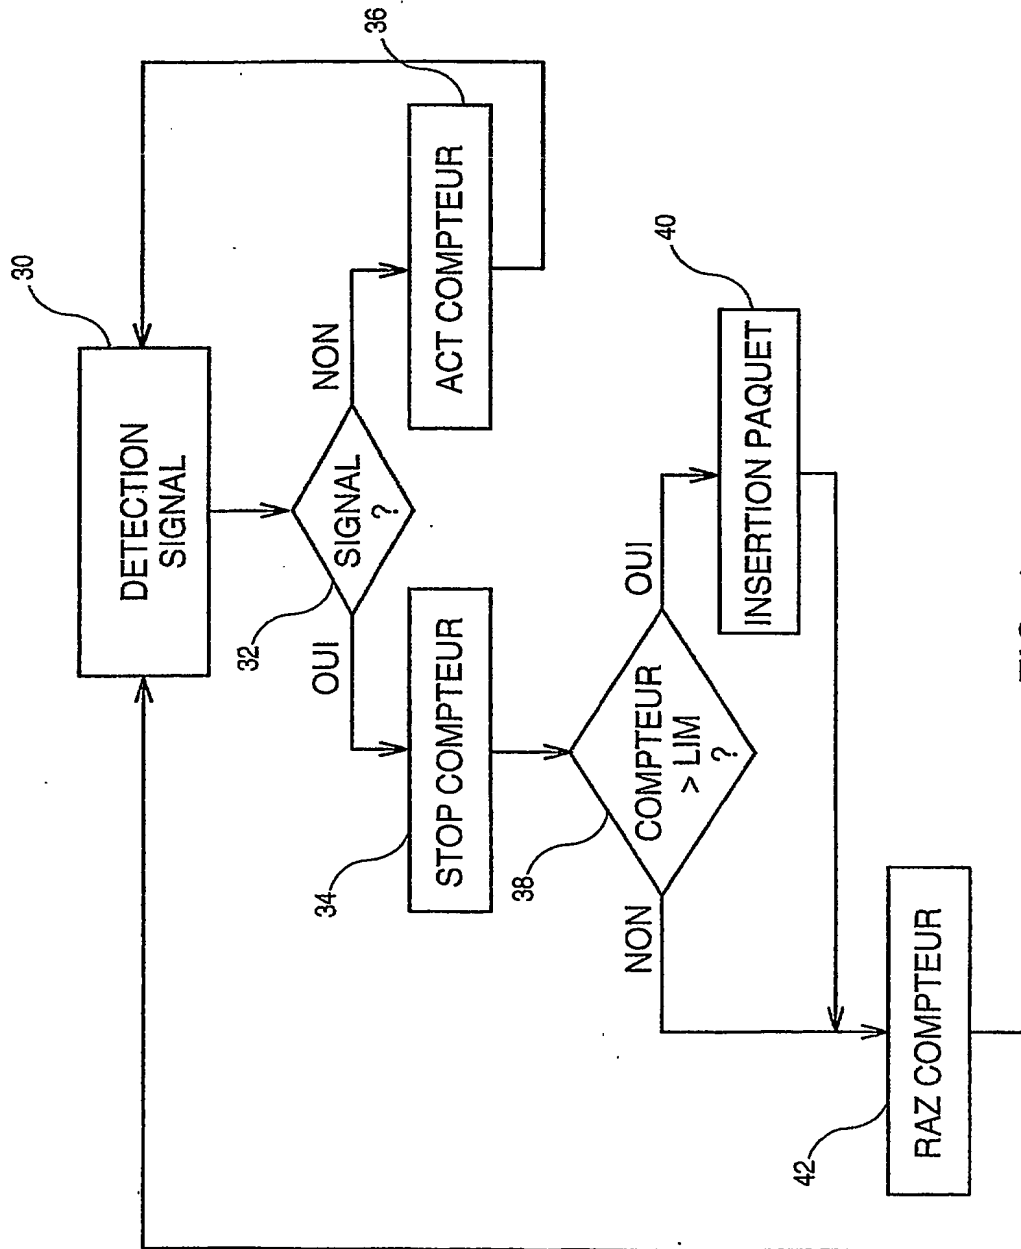 30
DETECTION
SIGNAL
32
SIGNAL
?
OUI
NON
34
STOP COMPTEUR
36
ACT COMPTEUR
38
COMPTEUR
> LIM
?
NON
OUI
40
INSERTION PAQUET
42
RAZ COMPTEUR